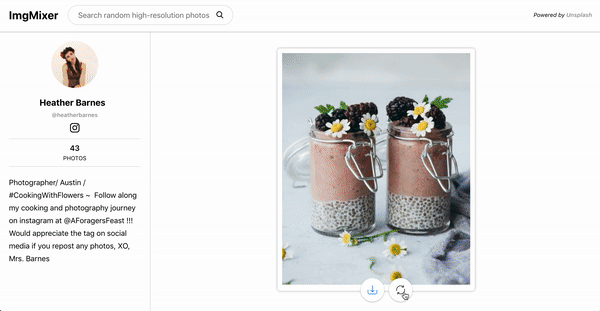 ImgMixer
Search random high-resolution photos
Powered by Unsplash
Heather Barnes
@heatherbarnes
43
PHOTOS
Photographer/ Austin /
#CookingWithFlowers ~ Follow along
my cooking and photography journey
on instagram at @AForagersFeast !!!
Would appreciate the tag on social
media if you repost any photos, XO,
Mrs. Barnes